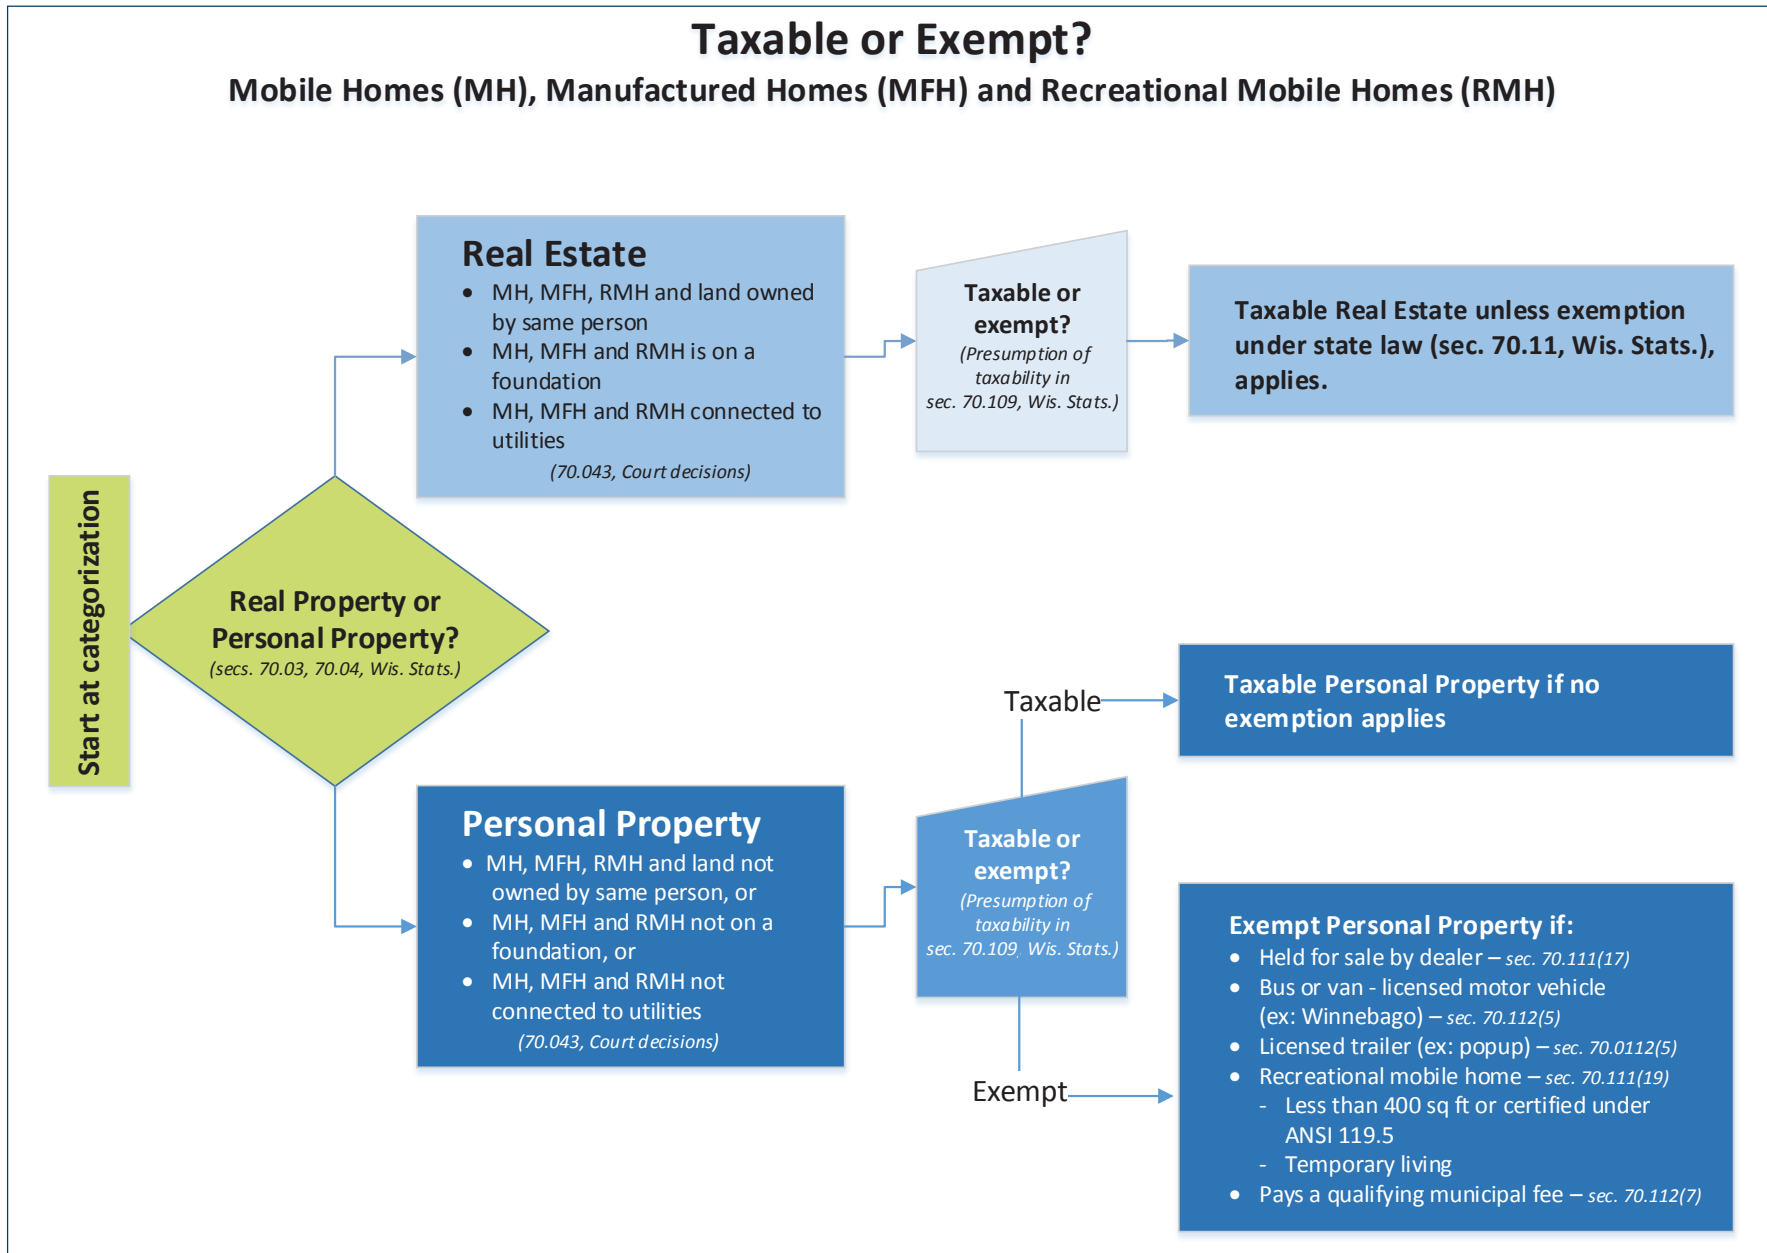 Taxable or Exempt?
Mobile Homes (MH), Manufactured Homes (MFH) and Recreational Mobile Homes (RMH)
Start at categorization
Real Property or
Personal Property?
(secs. 70.03, 70.04, Wis. Stats.)
Real Estate
• MH, MFH, RMH and land owned
by same person
• MH, MFH and RMH is on a
foundation
• MH, MFH and RMH connected to
utilities
(70.043, Court decisions)
Taxable or
exempt?
(Presumption of
taxability in
sec. 70.109, Wis. Stats.)
Taxable Real Estate unless exemption
under state law (sec. 70.11, Wis. Stats.),
applies.
Personal Property
• MH, MFH, RMH and land not
owned by same person, or
• MH, MFH and RMH not on a
foundation, or
• MH, MFH and RMH not
connected to utilities
(70.043, Court decisions)
Taxable or
exempt?
(Presumption of
taxability in
sec. 70.109, Wis. Stats.)
Taxable
Taxable Personal Property if no
exemption applies
Exempt
Exempt Personal Property if:
• Held for sale by dealer – sec. 70.111(17)
• Bus or van - licensed motor vehicle
(ex: Winnebago) – sec. 70.112(5)
• Licensed trailer (ex: popup) – sec. 70.0112(5)
• Recreational mobile home – sec. 70.111(19)
- Less than 400 sq ft or certified under
ANSI 119.5
- Temporary living
• Pays a qualifying municipal fee – sec. 70.112(7)